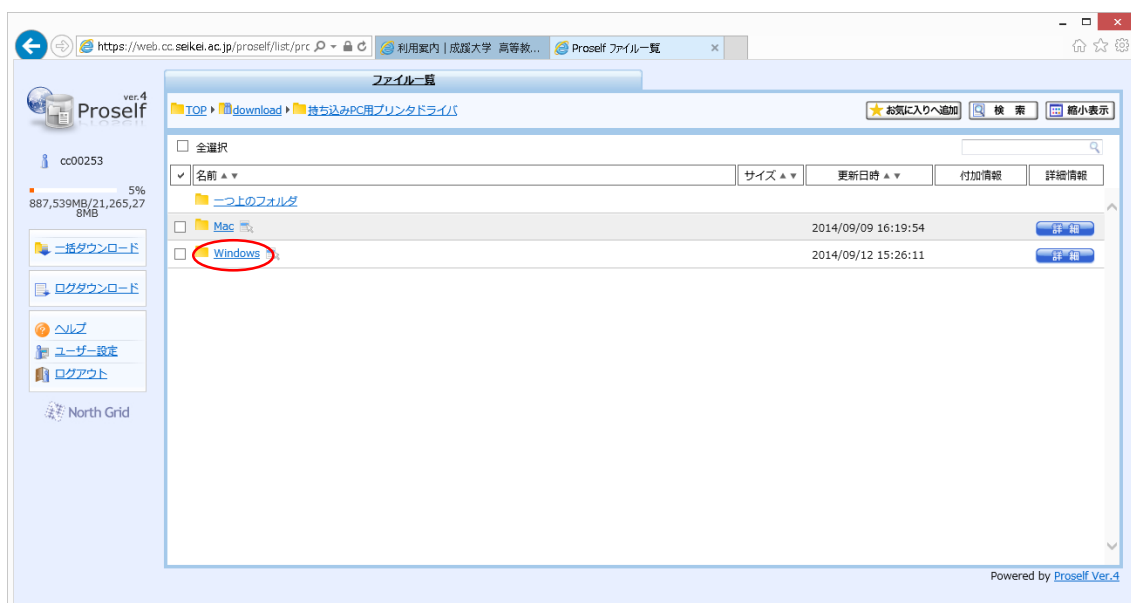 https://web.cc.seikei.ac.jp/proself/list/prc
利用案内 | 成蹊大学 高等教...
Proself ファイル一覧
ファイル一覧
ver.4
Proself
TOP
download
持ち込みPC用プリンタドライバ
お気に入りへ追加
検 索
縮小表示
cc00253
5%
887,539MB/21,265,27
8MB
一括ダウンロード
ログダウンロード
ヘルプ
ユーザー設定
ログアウト
North Grid
全選択
名前 ▲ ▼ サイズ ▲ ▼ 更新日時 ▲ ▼ 付加情報 詳細情報
一つ上のフォルダ
Mac 2014/09/09 16:19:54 詳 細
Windows 2014/09/12 15:26:11 詳 細
Powered by Proself Ver.4